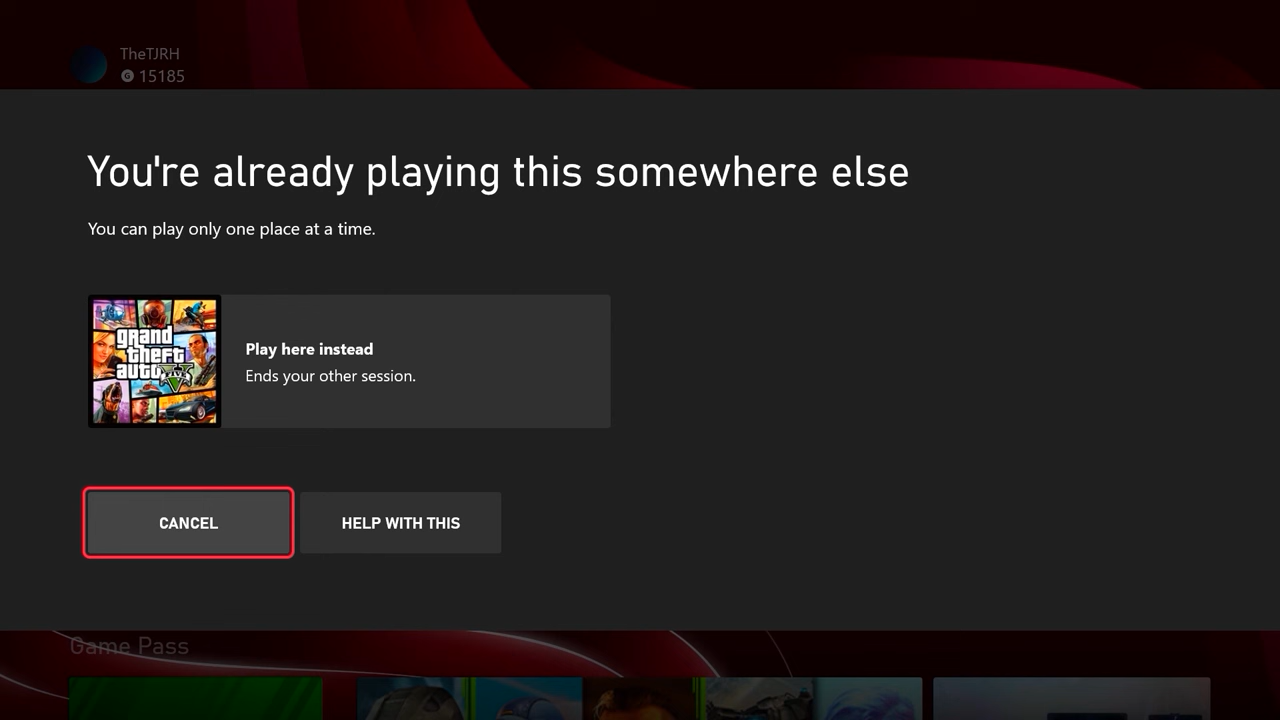 TheTJRH
G 15185
You're already playing this somewhere else
You can play only one place at a time.
grand
theft
auto
V
FIVE
Play here instead
Ends your other session.
CANCEL
HELP WITH THIS
Game Pass